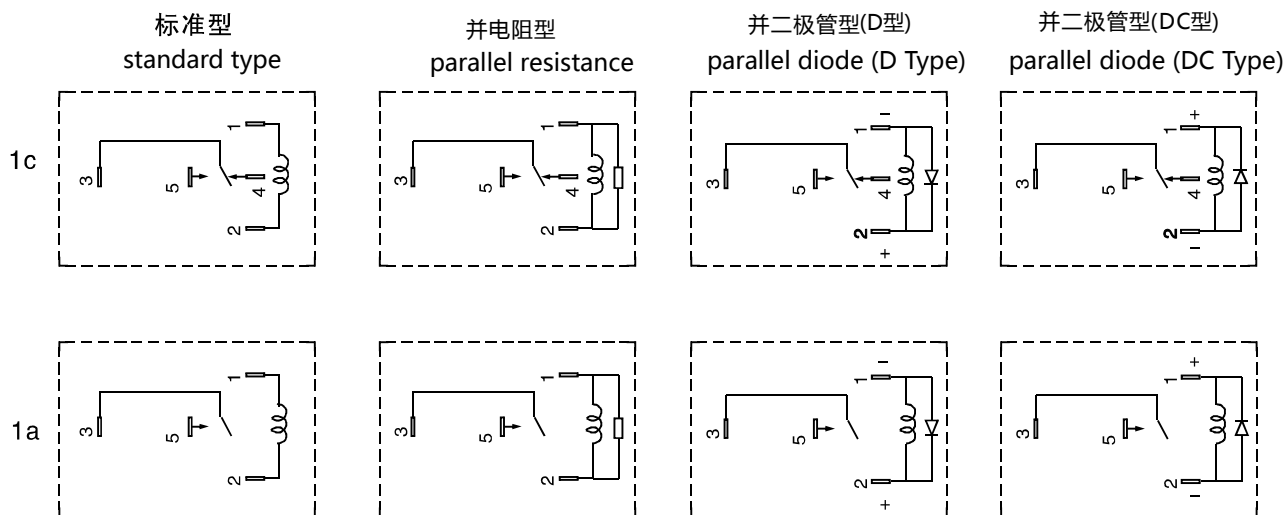 标准型
standard type
并电阻型
parallel resistance
并二极管型(D型)
parallel diode (D Type)
并二极管型(DC型)
parallel diode (DC Type)
1c
3 5 4 1 2
3 5 4 1 2
3 5 4 1 - 2 +
3 5 4 1 + 2 -
1a
3 5 1 2
3 5 1 2
3 5 1 - 2 +
3 5 1 + 2 -